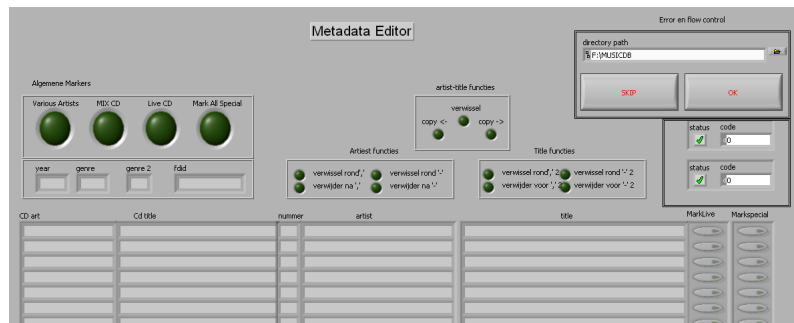 Metadata Editor
Error en flow control
directory path
F:\MUSICDB
SKIP OK
Algemene Markers
Various Artists MIX CD Live CD Mark All Special
artist-title functies
verwissel
copy <- copy ->
status code
0
status code
0
Artiest functies
verwissel rond',' verwissel rond '-'
verwijder na ',' verwijder na '-'
Title functies
verwissel rond',' 2 verwissel rond '-' 2
verwijder voor ',' 2 verwijder voor '-' 2
year genre genre 2 fdid
CD art Cd title nummer artist title MarkLive Markspecial